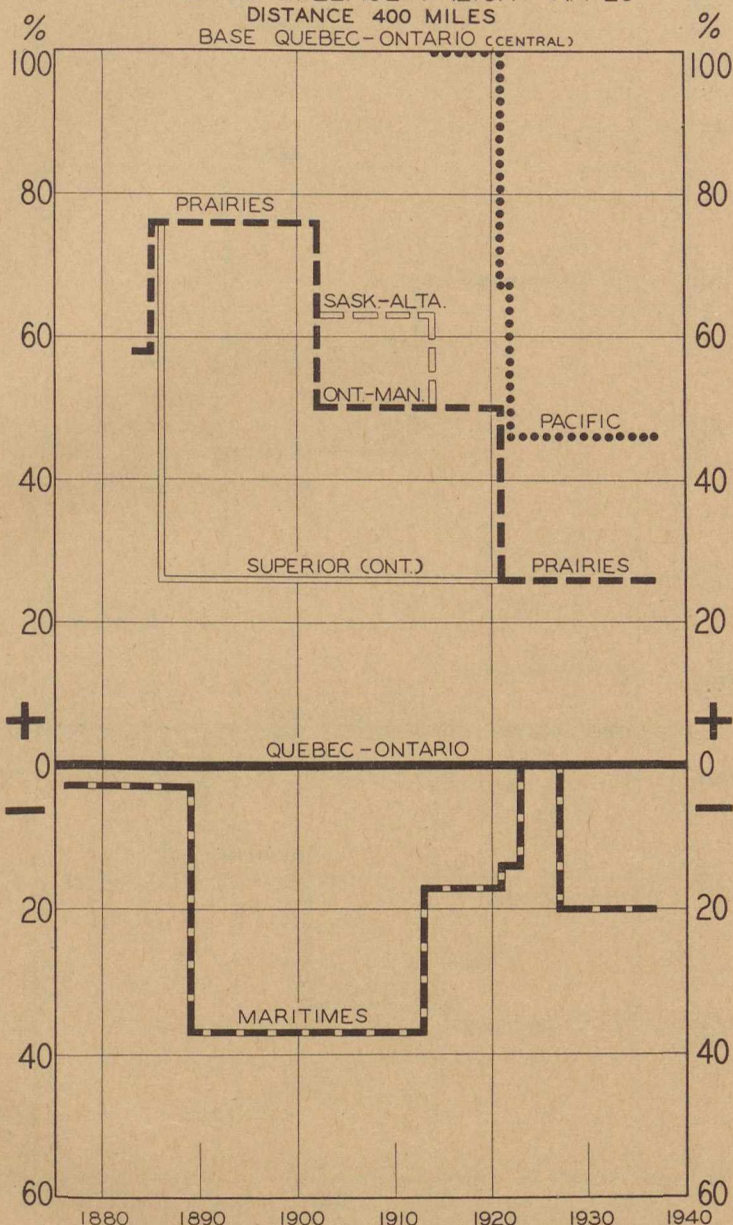 DISTANCE 400 MILES
BASE QUEBEC-ONTARIO (CENTRAL)
% %
100 100
80 80
PRAIRIES
SASK.-ALTA.
60 60
ONT.-MAN.
PACIFIC
40 40
SUPERIOR (ONT.) PRAIRIES
20 20
+ +
QUEBEC-ONTARIO
0 0
— —
20 20
MARITIMES
40 40
60 60
1880 1890 1900 1910 1920 1930 1940